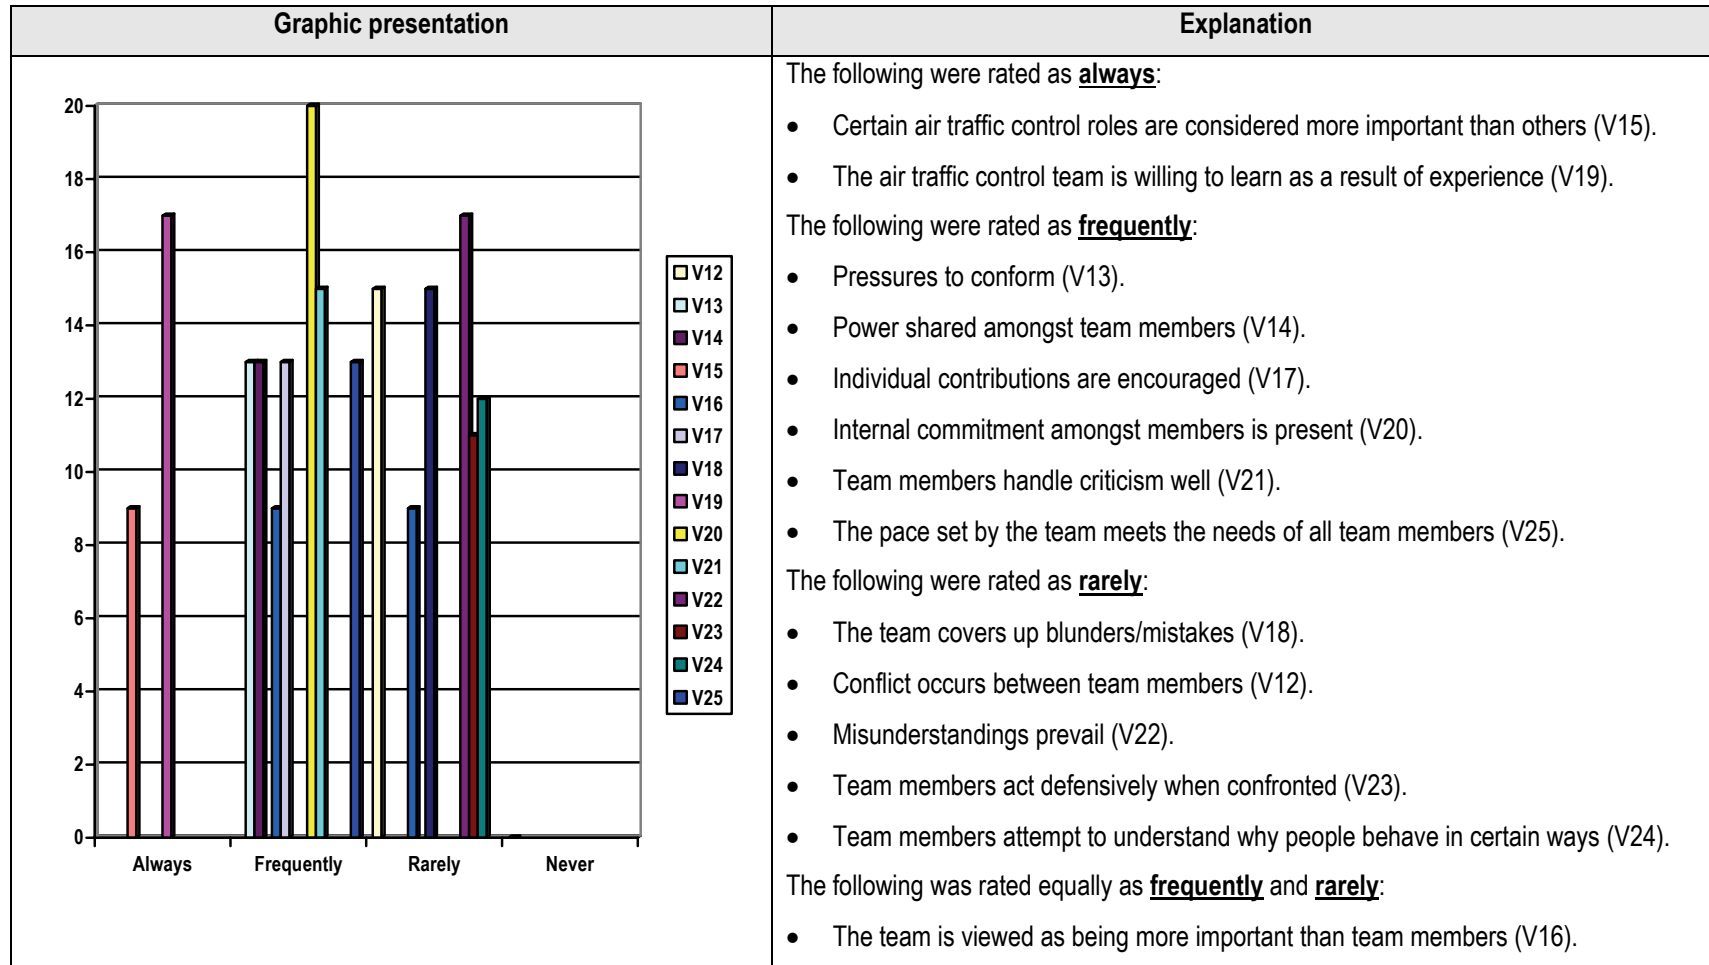 Graphic presentation
Explanation
20
18
16
14
12
10
8
6
4
2
0
Always Frequently Rarely Never
V12
V13
V14
V15
V16
V17
V18
V19
V20
V21
V22
V23
V24
V25
The following were rated as always:
• Certain air traffic control roles are considered more important than others (V15).
• The air traffic control team is willing to learn as a result of experience (V19).
The following were rated as frequently:
• Pressures to conform (V13).
• Power shared amongst team members (V14).
• Individual contributions are encouraged (V17).
• Internal commitment amongst members is present (V20).
• Team members handle criticism well (V21).
• The pace set by the team meets the needs of all team members (V25).
The following were rated as rarely:
• The team covers up blunders/mistakes (V18).
• Conflict occurs between team members (V12).
• Misunderstandings prevail (V22).
• Team members act defensively when confronted (V23).
• Team members attempt to understand why people behave in certain ways (V24).
The following was rated equally as frequently and rarely:
• The team is viewed as being more important than team members (V16).